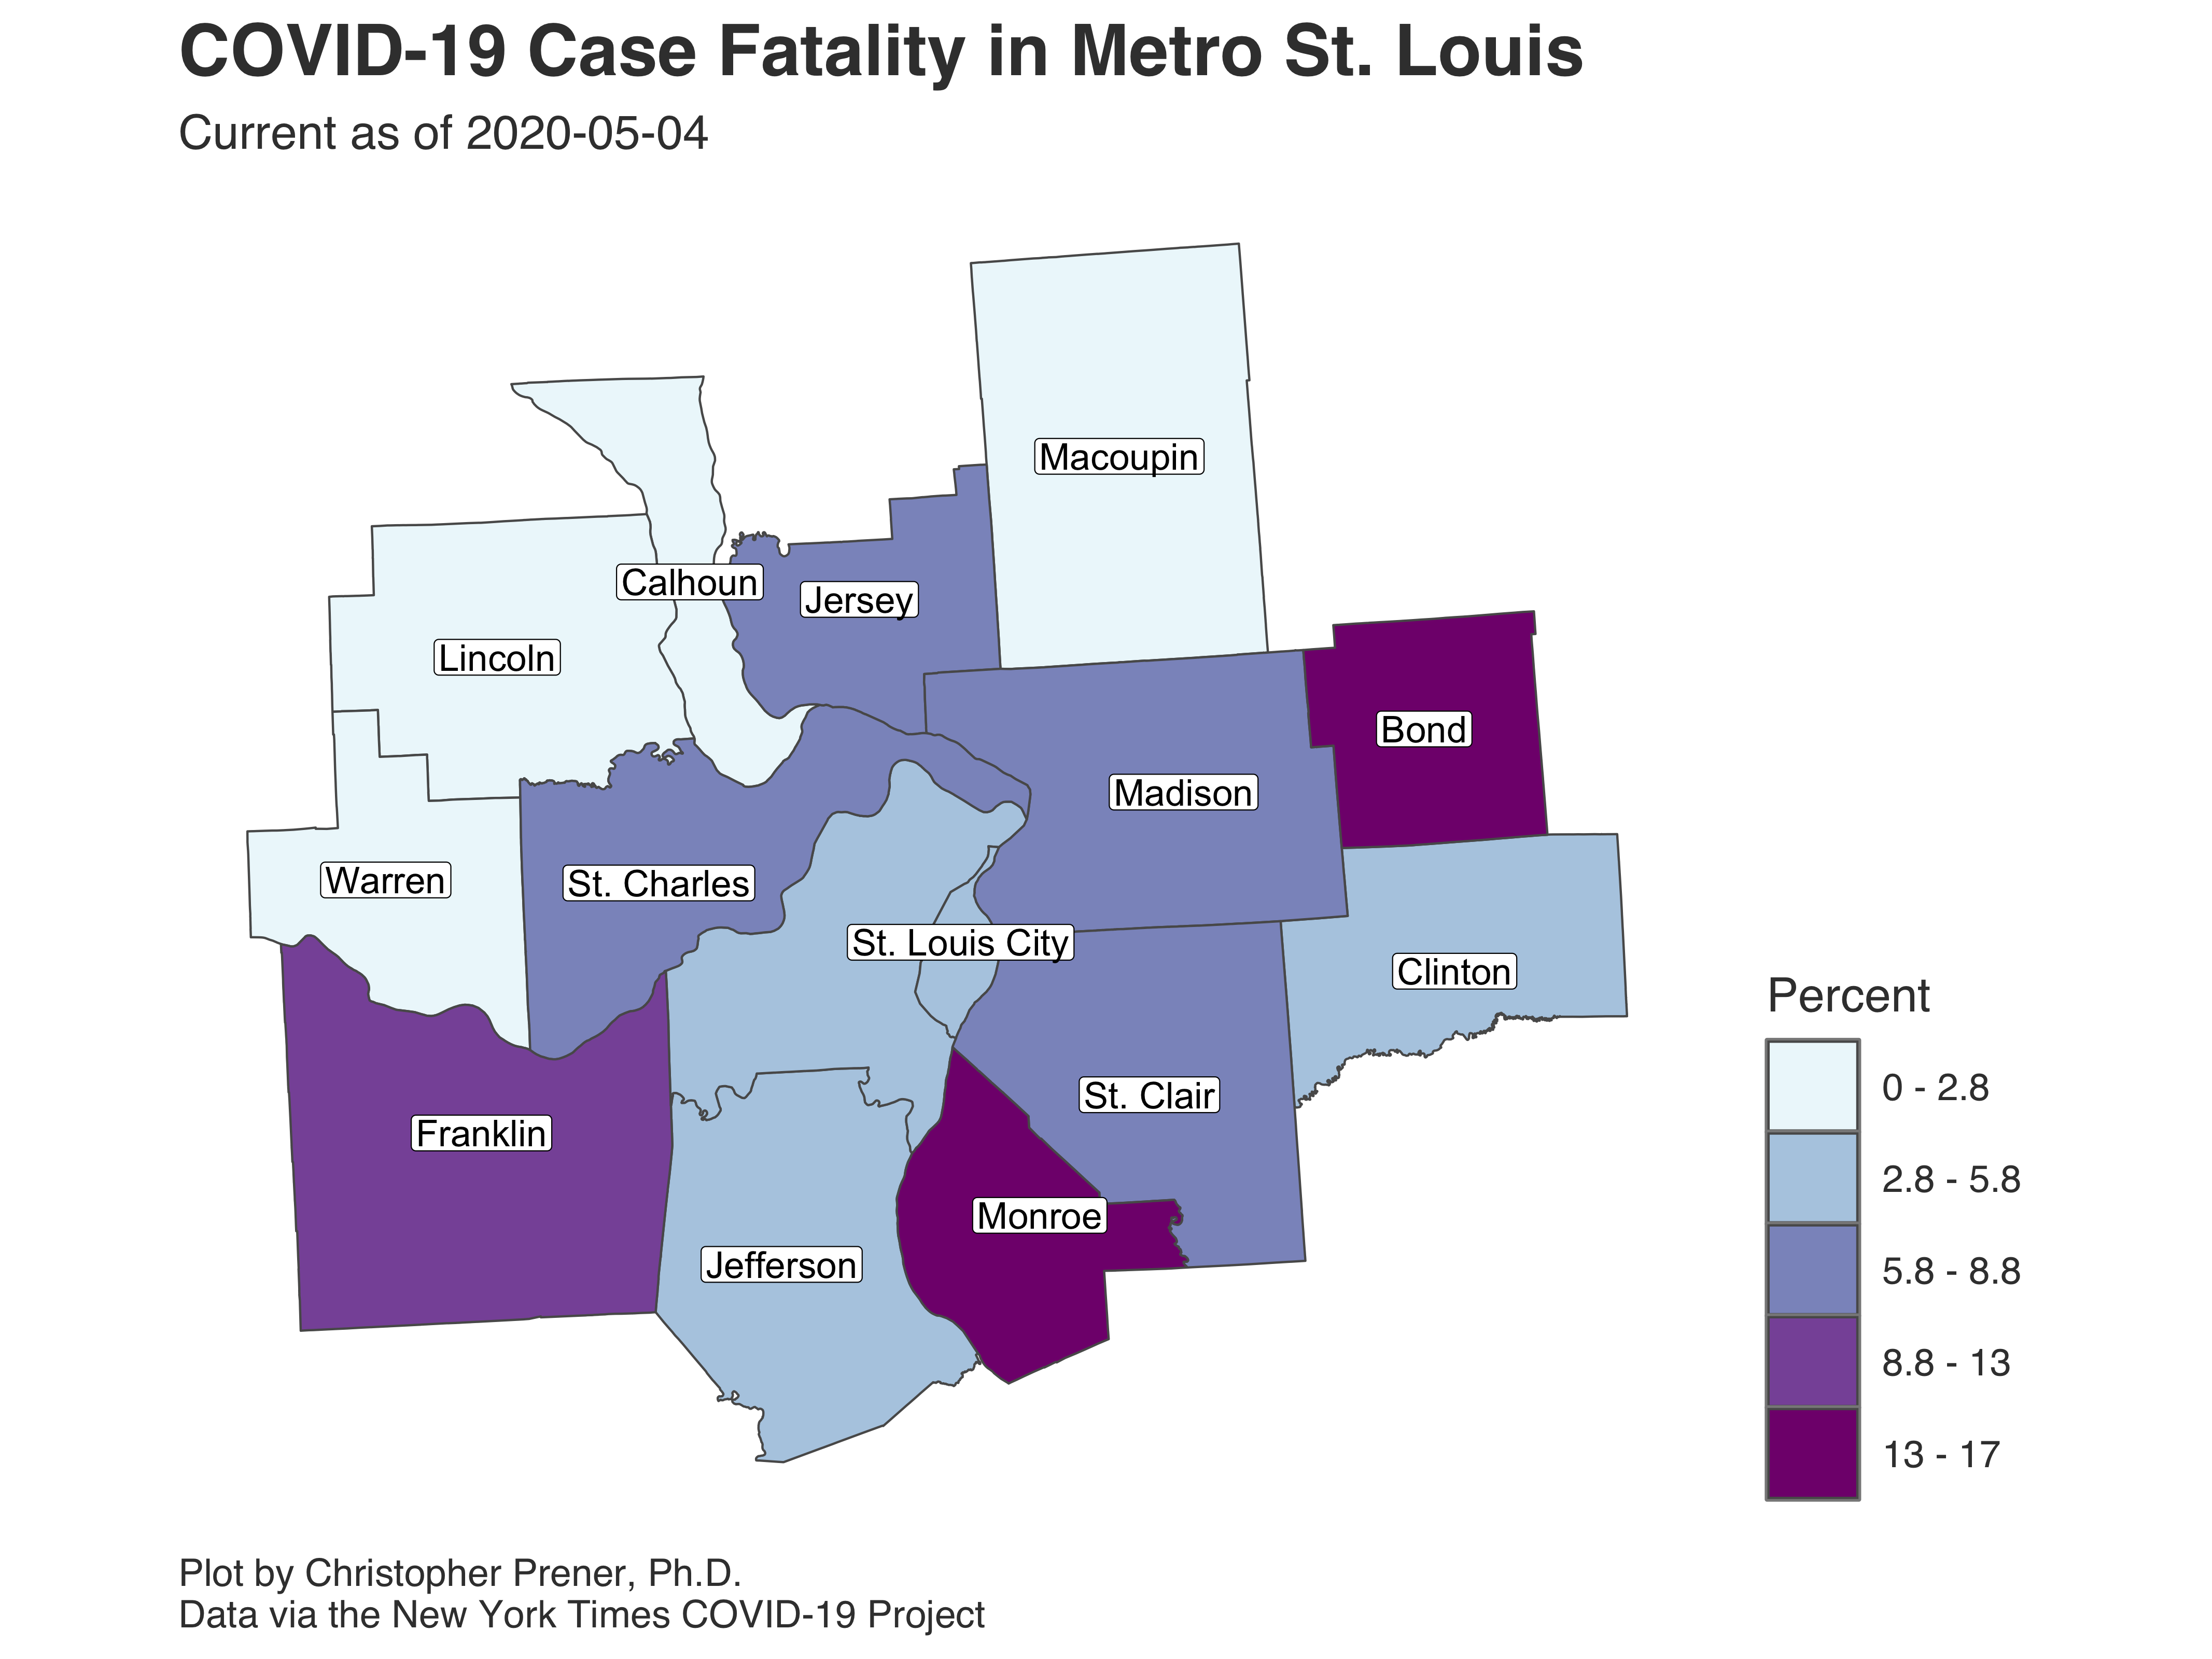 COVID-19 Case Fatality in Metro St. Louis
Current as of 2020-05-04
Macoupin
Calhoun
Jersey
Lincoln
Bond
Madison
Warren
St. Charles
St. Louis City
Clinton
St. Clair
Franklin
Monroe
Jefferson
Percent
0 - 2.8
2.8 - 5.8
5.8 - 8.8
8.8 - 13
13 - 17
Plot by Christopher Prener, Ph.D.
Data via the New York Times COVID-19 Project